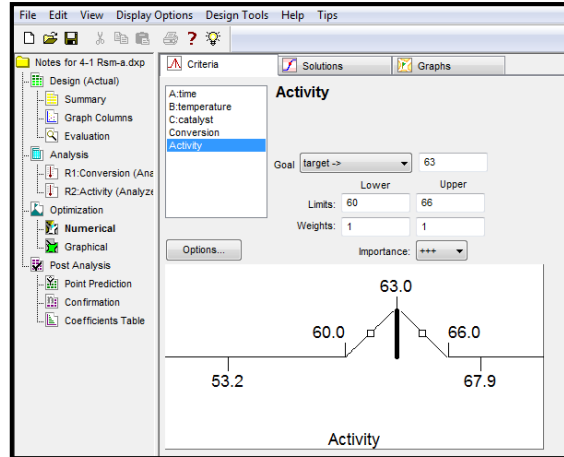 File Edit View Display Options Design Tools Help Tips
Notes for 4-1 Rsm-a.dxp
Design (Actual)
Summary
Graph Columns
Evaluation
Analysis
R1:Conversion (Ana
R2:Activity (Analyze
Optimization
Numerical
Graphical
Post Analysis
Point Prediction
Confirmation
Coefficients Table
Criteria Solutions Graphs
A:time
B:temperature
C:catalyst
Conversion
Activity
Options...
Activity
Goal target -> 63
Lower Upper
Limits: 60 66
Weights: 1 1
Importance: +++
63.0
60.0 66.0
53.2 67.9
Activity